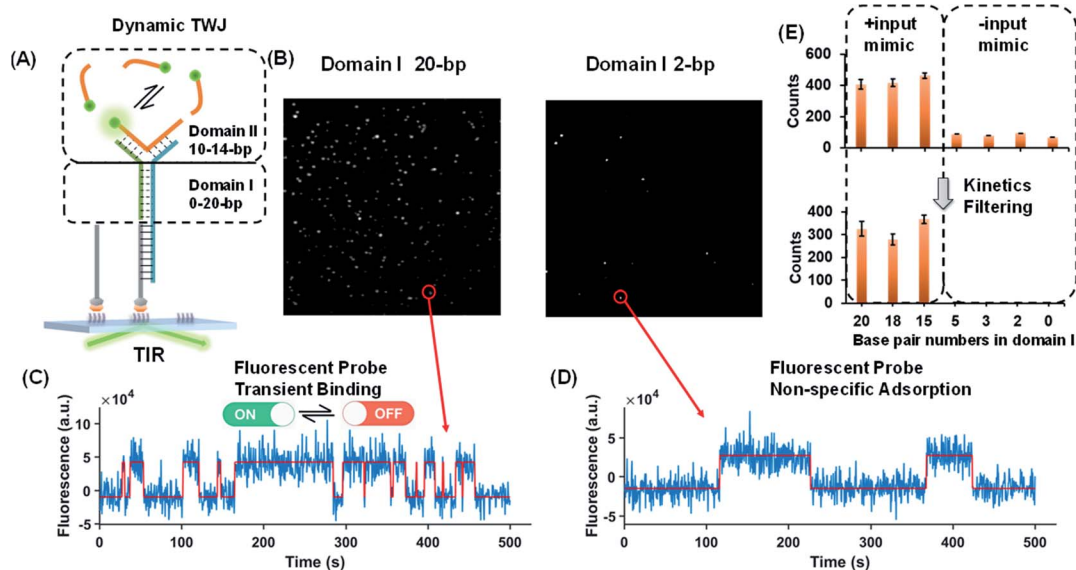 Dynamic TWJ
(A)
Domain II
10-14-bp
Domain I
0-20-bp
TIR
(B)
Domain I 20-bp
Domain I 2-bp
(E)
+input
mimic
-input
mimic
Counts
600
400
200
0
Kinetics
Filtering
Counts
400
300
200
100
0
20 18 15 5 3 2 0
Base pair numbers in domain I
(C)
Fluorescent Probe
Transient Binding
ON
OFF
×10⁴
Fluorescence (a.u.)
10
5
0
-5
0 100 200 300 400 500
Time (s)
(D)
Fluorescent Probe
Non-specific Adsorption
×10⁴
Fluorescence (a.u.)
5
0
-5
0 100 200 300 400 500
Time (s)